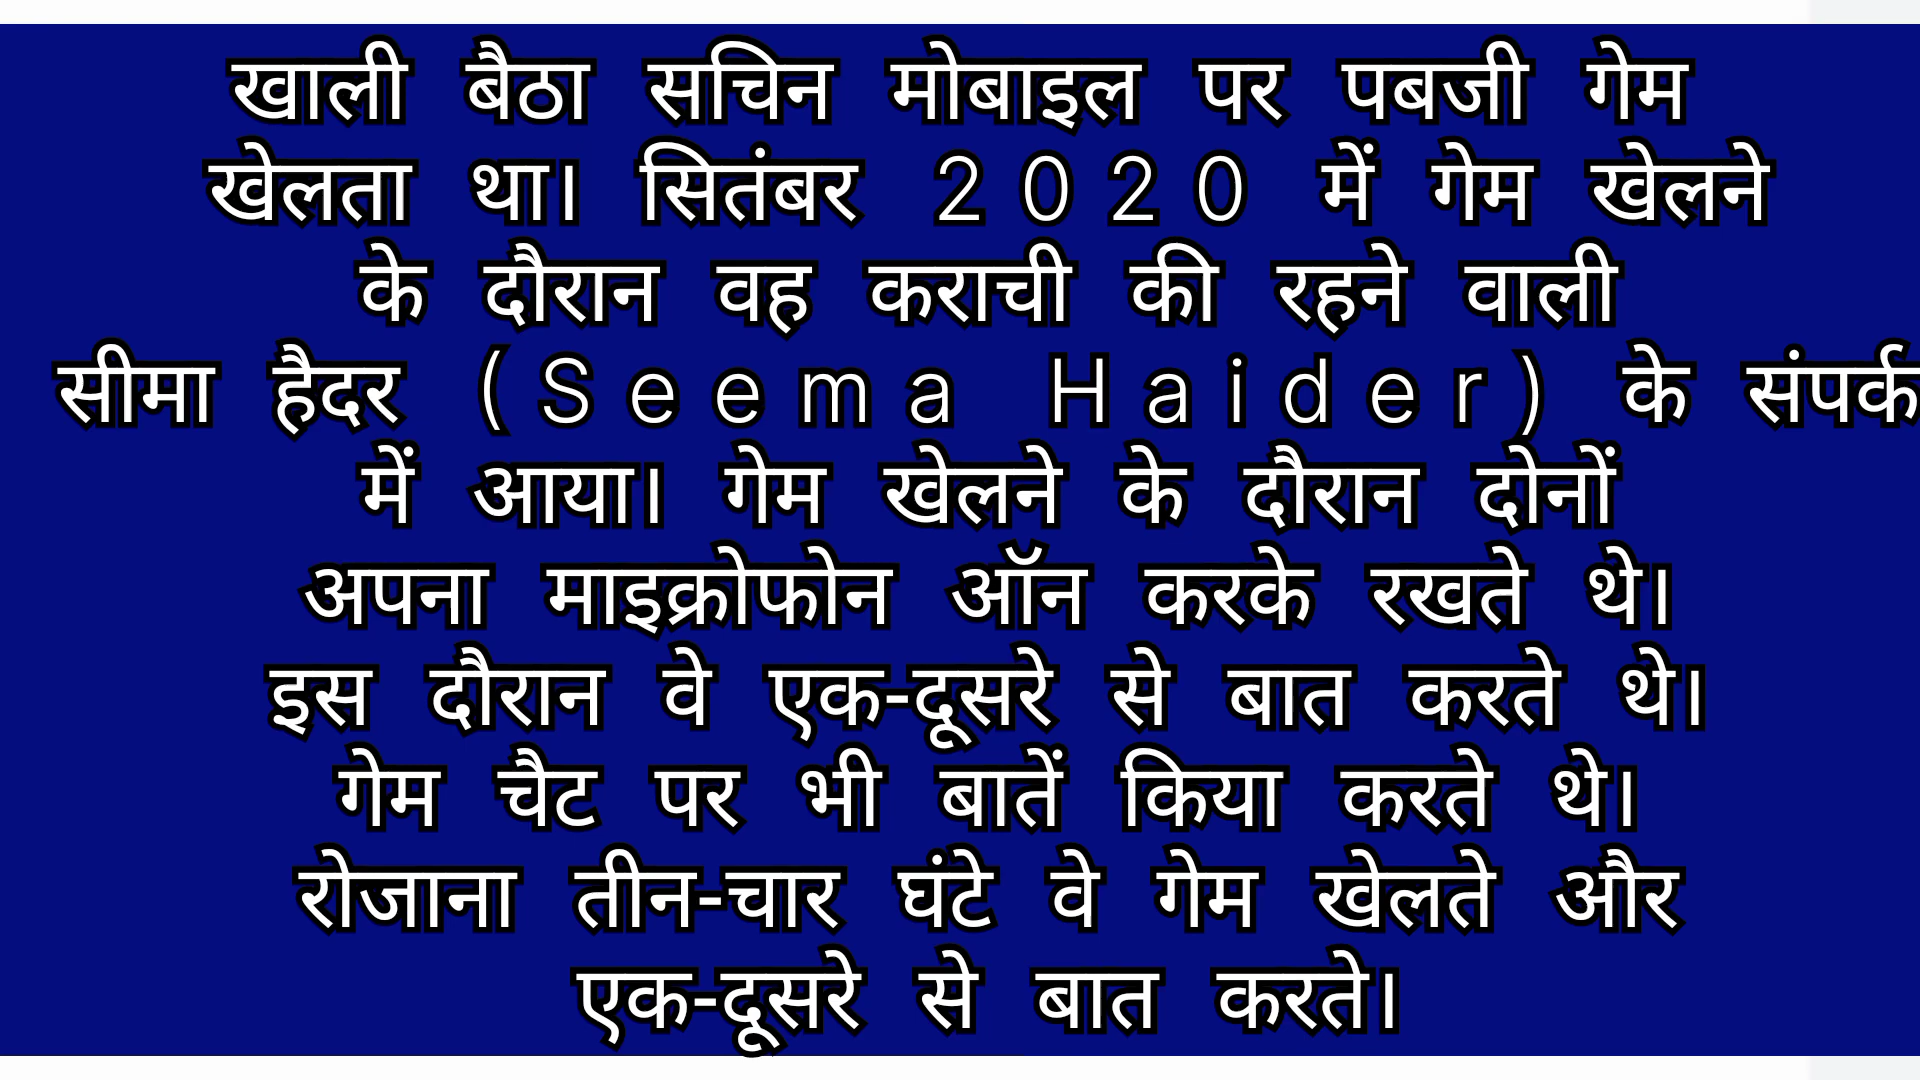 खाली बैठा सचिन मोबाइल पर पबजी गेम
खेलता था। सितंबर 2020 में गेम खेलने
के दौरान वह कराची की रहने वाली
सीमा हैदर (Seema Haider) के संपर्क
में आया। गेम खेलने के दौरान दोनों
अपना माइक्रोफोन ऑन करके रखते थे।
इस दौरान वे एक-दूसरे से बात करते थे।
गेम चैट पर भी बातें किया करते थे।
रोजाना तीन-चार घंटे वे गेम खेलते और
एक-दूसरे से बात करते।